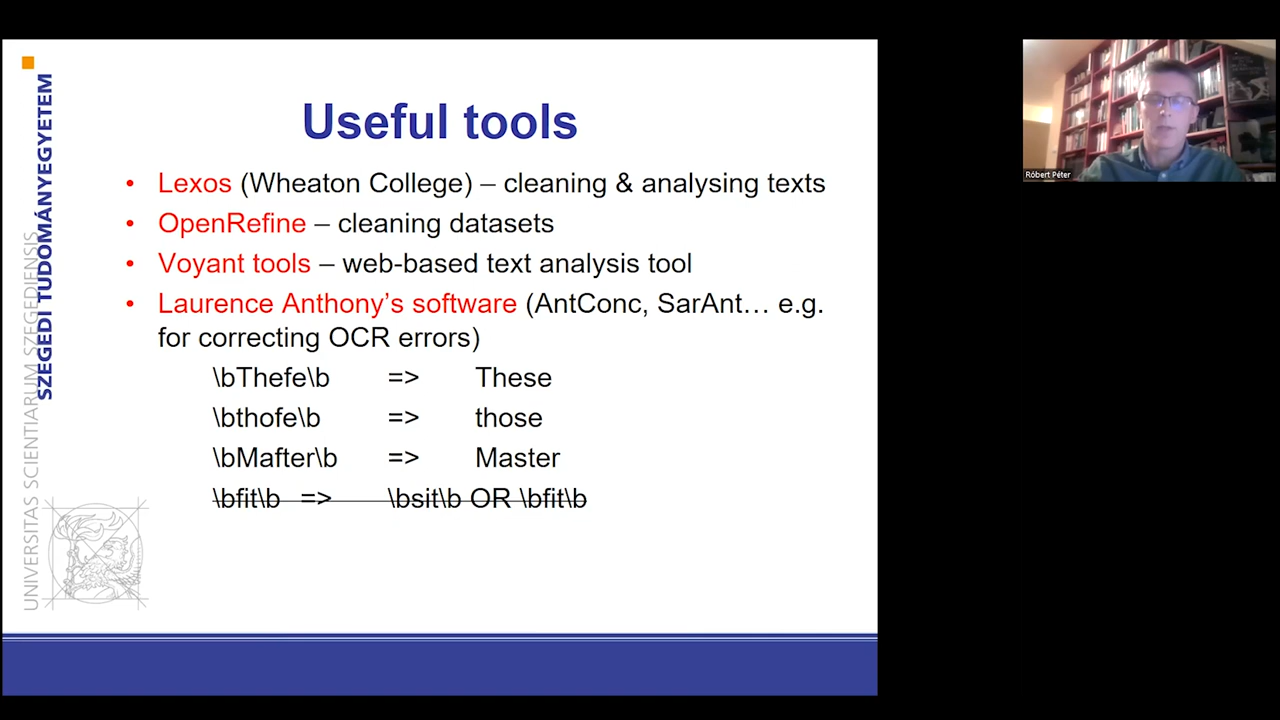 Useful tools
• Lexos (Wheaton College) – cleaning & analysing texts
• OpenRefine – cleaning datasets
• Voyant tools – web-based text analysis tool
• Laurence Anthony’s software (AntConc, SarAnt… e.g.
for correcting OCR errors)
\bThefe\b => These
\bthofe\b => those
\bMafter\b => Master
\bfit\b => \bsit\b OR \bfit\b
SZEGEDI TUDOMÁNYEGYETEM
UNIVERSITAS SCIENTIARUM SZEGEDIENSIS
Róbert Péter